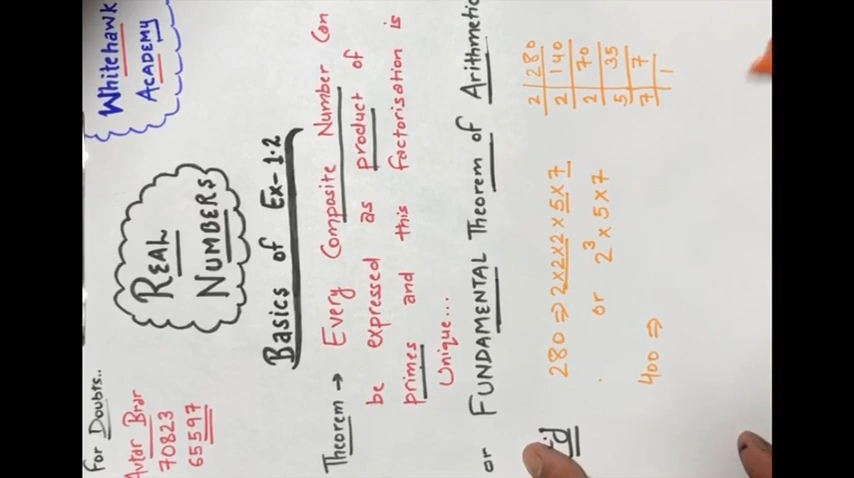 For Doubts..
Avtar Brar
70823
65597
REAL
NUMBERS
Whitehawk
ACADEMY
Basics of Ex-1.2
Theorem → Every Composite Number Can
be expressed as product of
primes and this factorisation is
Unique...
or FUNDAMENTAL Theorem of Arithmetic
280 ⇒ 2×2×2×5×7
or 2³×5×7
2 | 280
2 | 140
2 | 70
5 | 35
7 | 7
1
400 ⇒